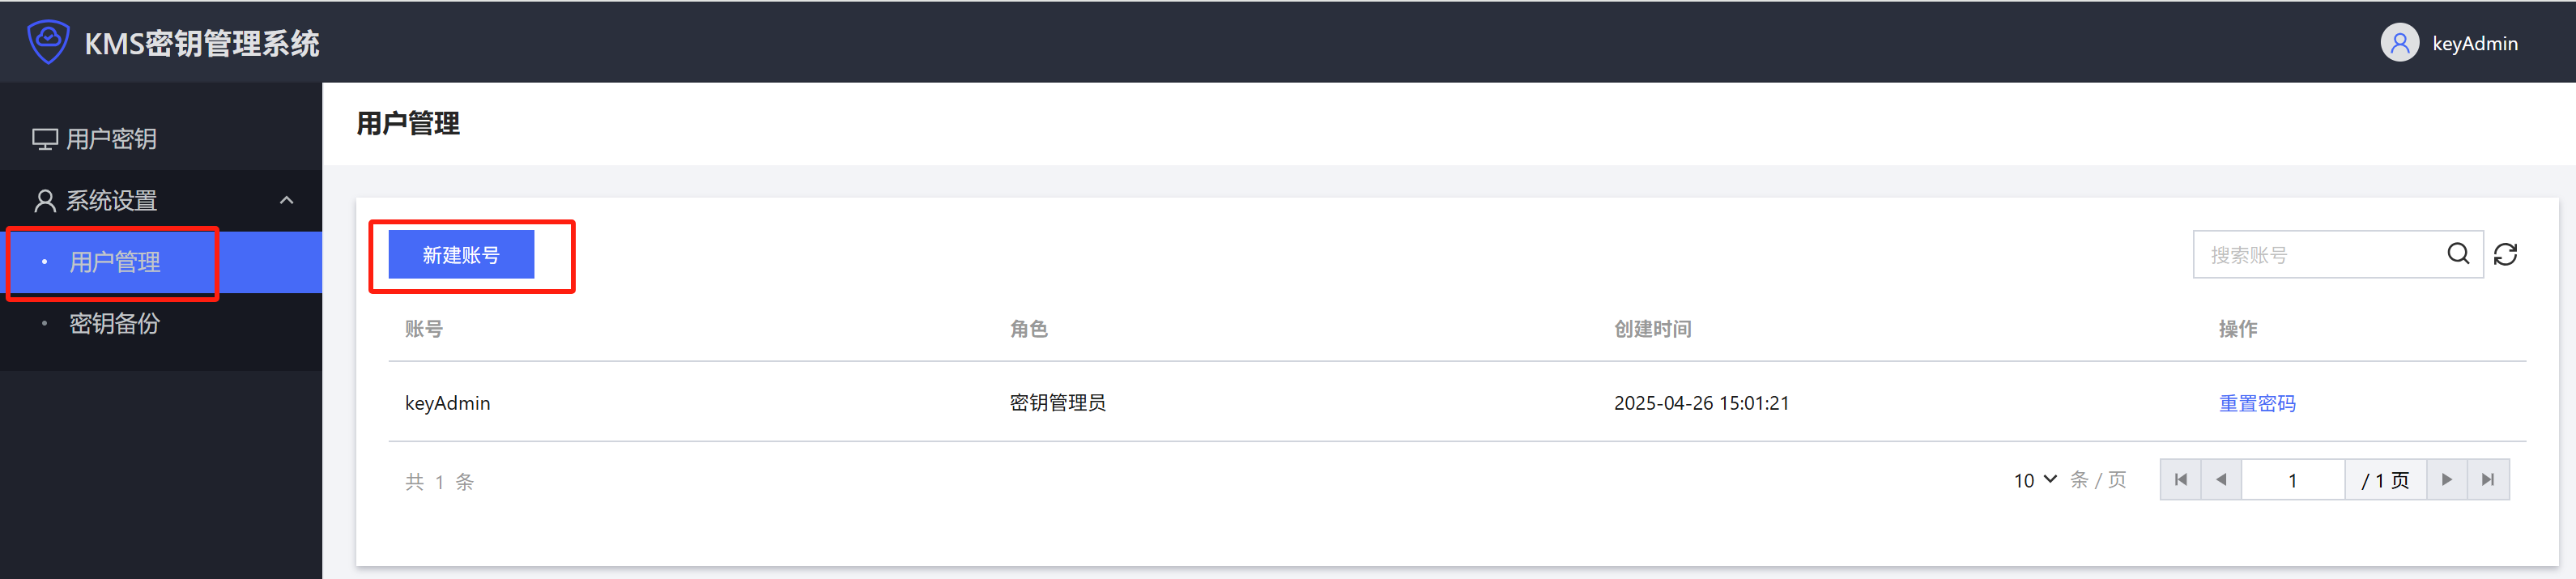 KMS密钥管理系统
keyAdmin
用户密钥
系统设置
用户管理
密钥备份
用户管理
新建账号
搜索账号
账号 角色 创建时间 操作
keyAdmin 密钥管理员 2025-04-26 15:01:21 重置密码
共 1 条 10 条 / 页 1 / 1 页